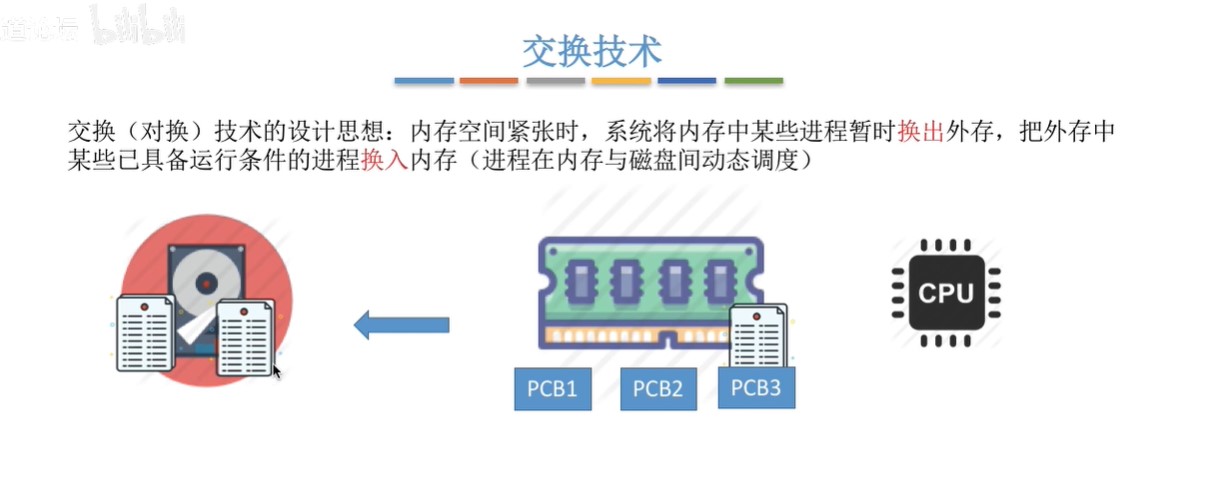 道论坛 bilibili
交换技术
交换（对换）技术的设计思想：内存空间紧张时，系统将内存中某些进程暂时换出外存，把外存中
某些已具备运行条件的进程换入内存（进程在内存与磁盘间动态调度）
CPU
PCB1 PCB2 PCB3